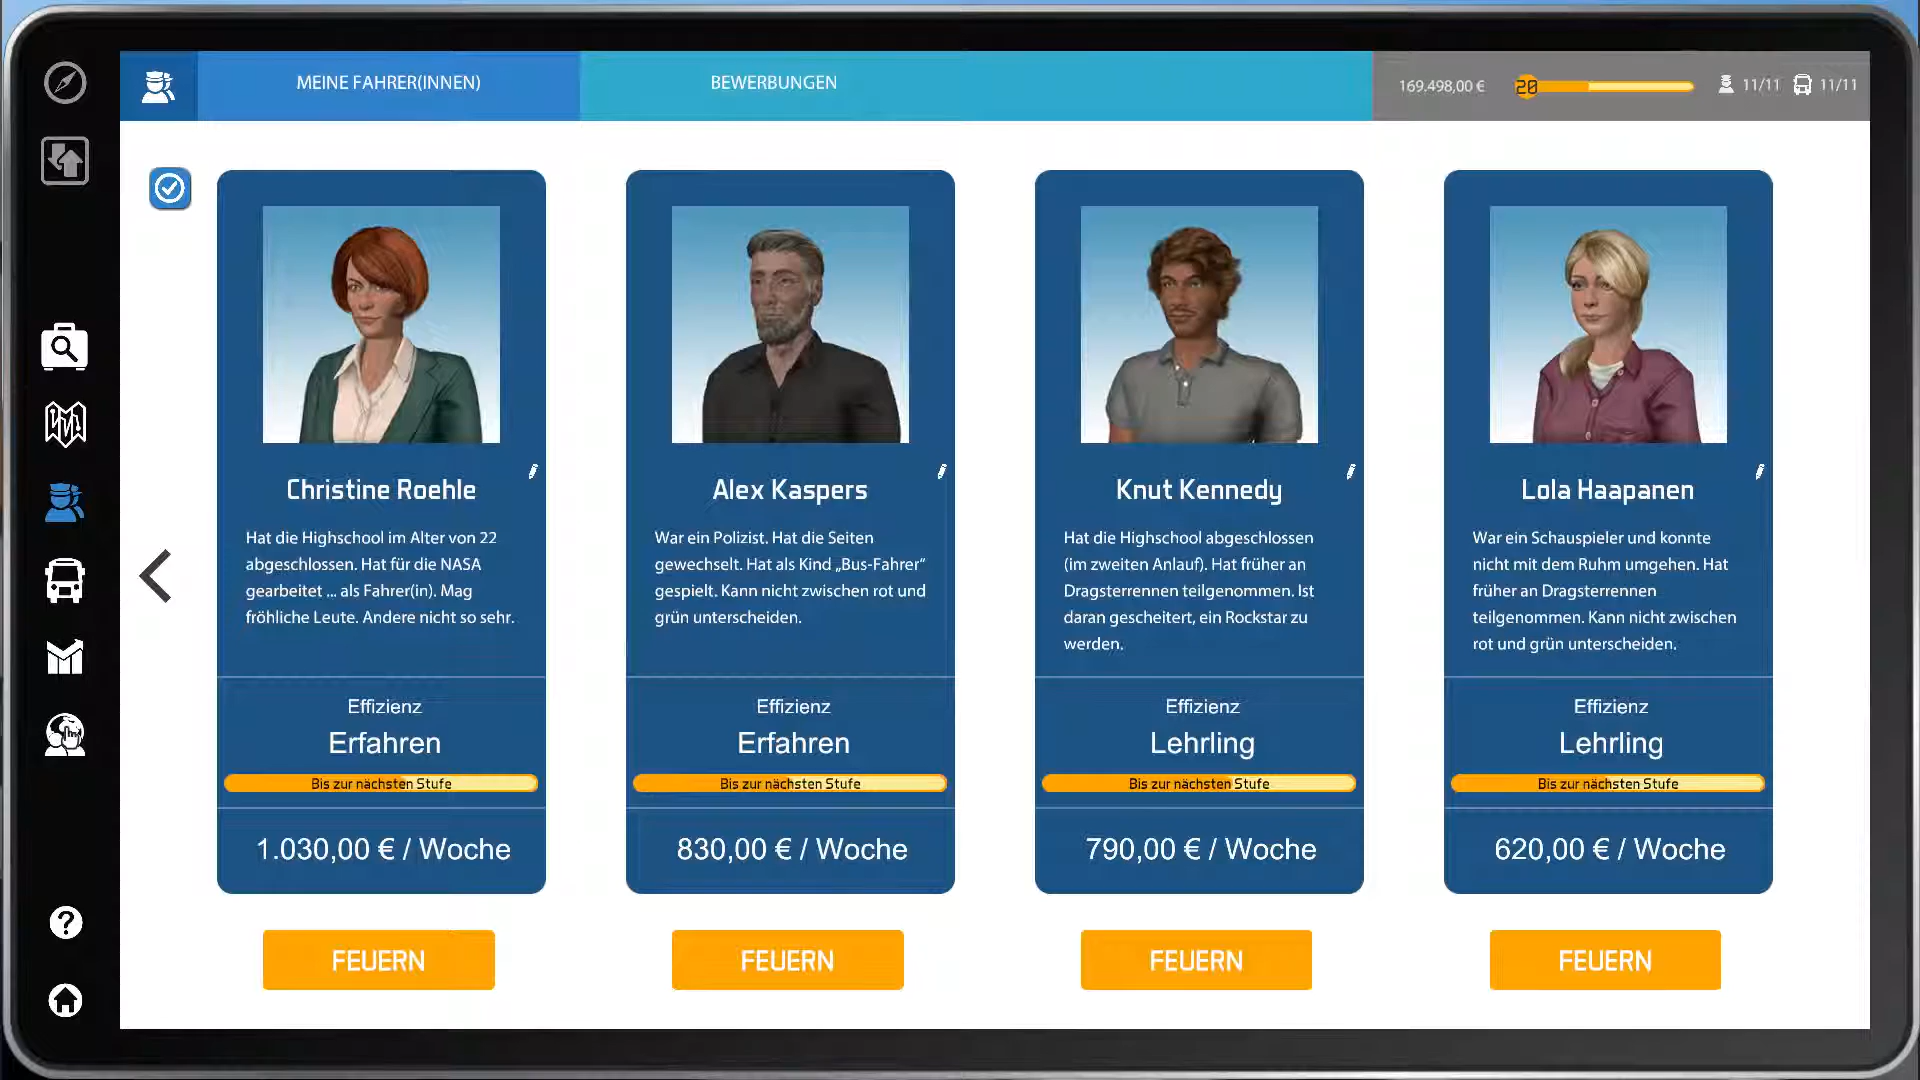 MEINE FAHRER(INNEN)
BEWERBUNGEN
169.498,00 €
20
11/11
11/11
Christine Roehle
Hat die Highschool im Alter von 22
abgeschlossen. Hat für die NASA
gearbeitet ... als Fahrer(in). Mag
fröhliche Leute. Andere nicht so sehr.
Effizienz
Erfahren
Bis zur nächsten Stufe
1.030,00 € / Woche
FEUERN
Alex Kaspers
War ein Polizist. Hat die Seiten
gewechselt. Hat als Kind „Bus-Fahrer“
gespielt. Kann nicht zwischen rot und
grün unterscheiden.
Effizienz
Erfahren
Bis zur nächsten Stufe
830,00 € / Woche
FEUERN
Knut Kennedy
Hat die Highschool abgeschlossen
(im zweiten Anlauf). Hat früher an
Dragsterrennen teilgenommen. Ist
daran gescheitert, ein Rockstar zu
werden.
Effizienz
Lehrling
Bis zur nächsten Stufe
790,00 € / Woche
FEUERN
Lola Haapanen
War ein Schauspieler und konnte
nicht mit dem Ruhm umgehen. Hat
früher an Dragsterrennen
teilgenommen. Kann nicht zwischen
rot und grün unterscheiden.
Effizienz
Lehrling
Bis zur nächsten Stufe
620,00 € / Woche
FEUERN